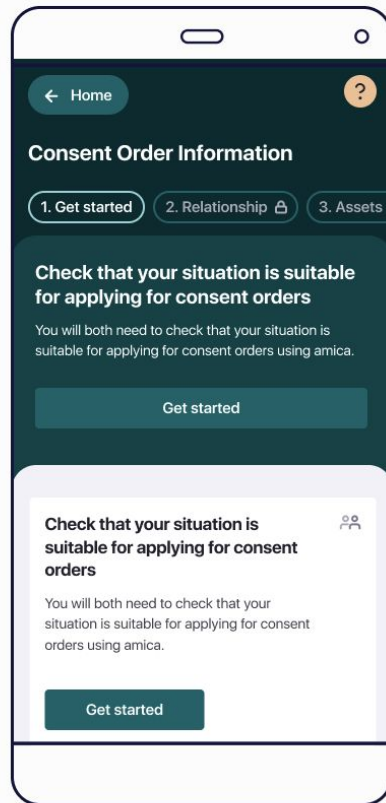 ← Home
?
Consent Order Information
1. Get started
2. Relationship
3. Assets
Check that your situation is suitable
for applying for consent orders
You will both need to check that your situation is
suitable for applying for consent orders using amica.
Get started
Check that your situation is
suitable for applying for consent
orders
You will both need to check that your
situation is suitable for applying for consent
orders using amica.
Get started